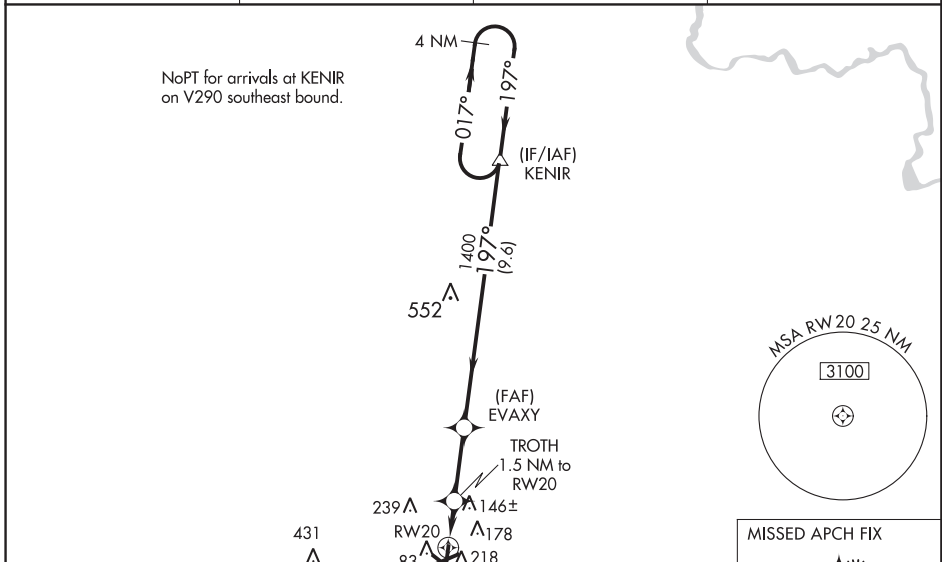 4 NM
NoPT for arrivals at KENIR
on V290 southeast bound.
017°
197°
(IF/IAF)
KENIR
1400
197°
(9.6)
552
MSA RW20 25 NM
3100
(FAF)
EVAXY
TROTH
1.5 NM to
RW20
239
146±
431
RW20
178
83
218
MISSED APCH FIX